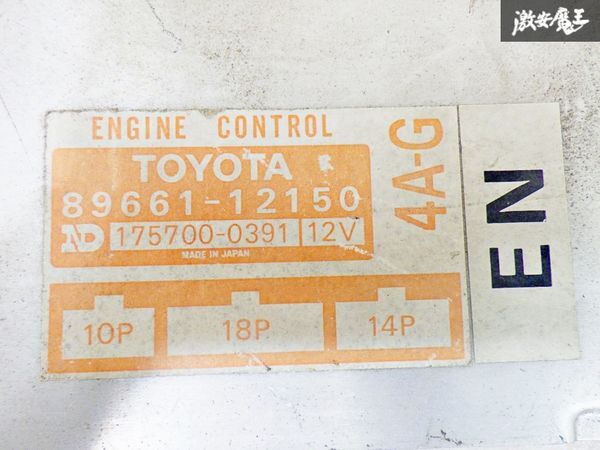 激安魔王
ENGINE CONTROL
TOYOTA
89661-12150
ND 175700-0391 12V
MADE IN JAPAN
4A-G
EN
10P 18P 14P